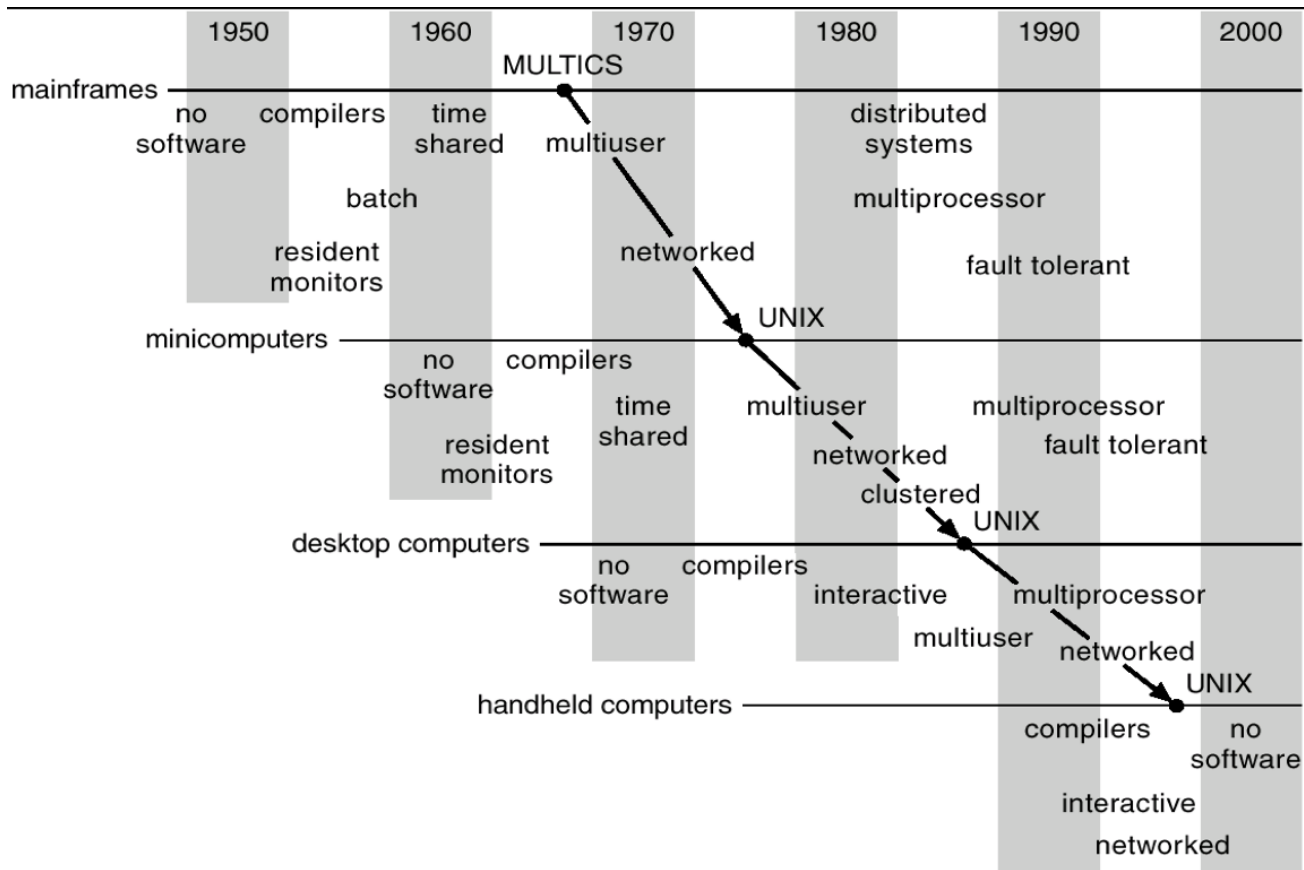 1950 1960 1970 1980 1990 2000
MULTICS
mainframes
no compilers time distributed
software shared multiuser systems
batch multiprocessor
resident networked
monitors fault tolerant
UNIX
minicomputers
no compilers
software
time multiuser multiprocessor
shared
resident networked fault tolerant
monitors
clustered
UNIX
desktop computers
no compilers
software interactive multiprocessor
multiuser
networked
UNIX
handheld computers
compilers no
software
interactive
networked